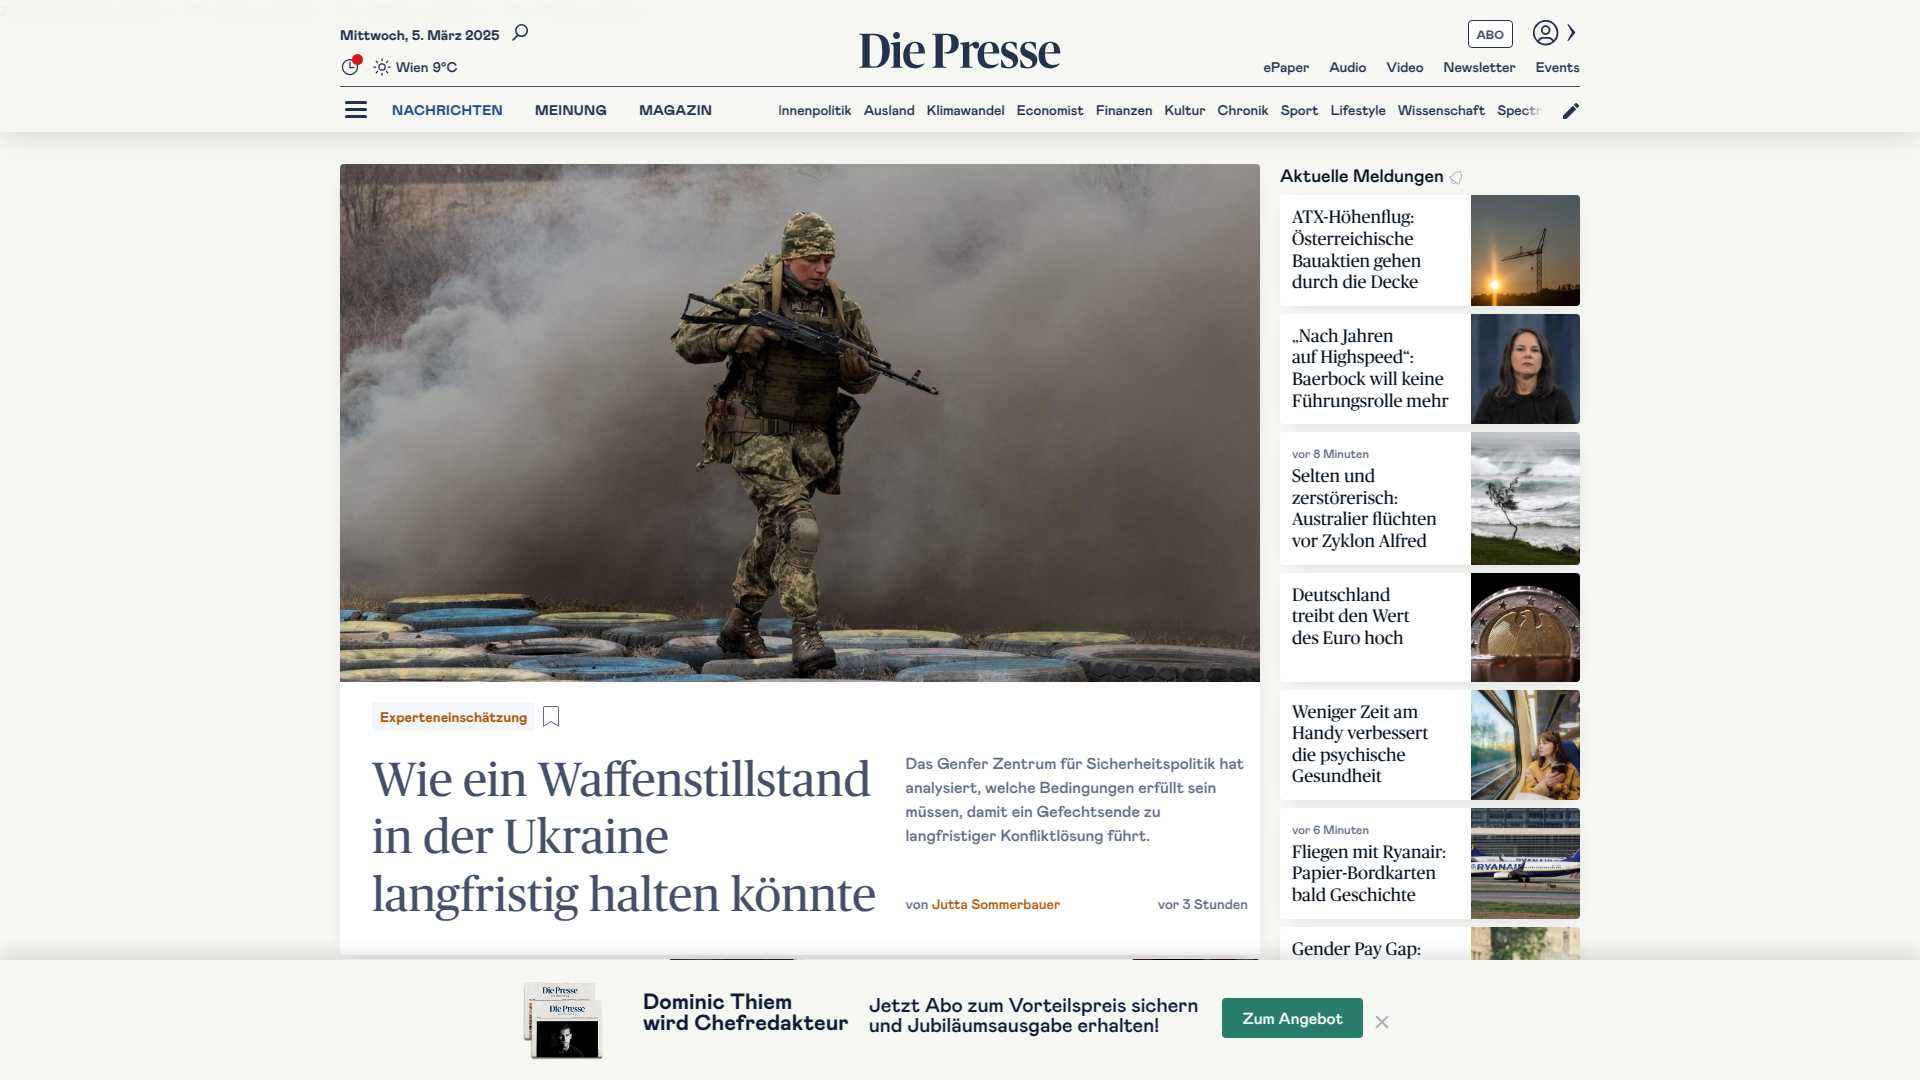 Mittwoch, 5. März 2025
Die Presse
ABO
Wien 9°C
ePaper Audio Video Newsletter Events
NACHRICHTEN MEINUNG MAGAZIN
Innenpolitik Ausland Klimawandel Economist Finanzen Kultur Chronik Sport Lifestyle Wissenschaft Spectr
Experteneinschätzung
Wie ein Waffenstillstand
in der Ukraine
langfristig halten könnte
Das Genfer Zentrum für Sicherheitspolitik hat
analysiert, welche Bedingungen erfüllt sein
müssen, damit ein Gefechtsende zu
langfristiger Konfliktlösung führt.
von Jutta Sommerbauer
vor 3 Stunden
Aktuelle Meldungen
ATX-Höhenflug:
Österreichische
Bauaktien gehen
durch die Decke
„Nach Jahren
auf Highspeed“:
Baerbock will keine
Führungsrolle mehr
vor 8 Minuten
Selten und
zerstörerisch:
Australier flüchten
vor Zyklon Alfred
Deutschland
treibt den Wert
des Euro hoch
Weniger Zeit am
Handy verbessert
die psychische
Gesundheit
vor 6 Minuten
Fliegen mit Ryanair:
Papier-Bordkarten
bald Geschichte
RYANAIR
Gender Pay Gap:
Die Presse
Die Presse
Dominic Thiem
wird Chefredakteur
Jetzt Abo zum Vorteilspreis sichern
und Jubiläumsausgabe erhalten!
Zum Angebot